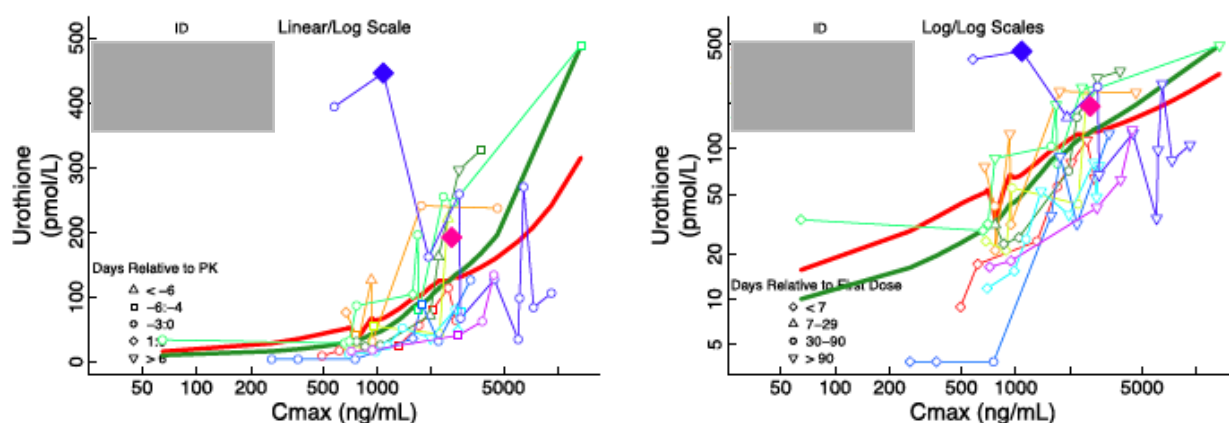 ID
Linear/Log Scale
500
400
300
200
100
0
Urothione
(pmol/L)
Days Relative to PK
< −6
−6:−4
−3:0
> 6
50
100
200
500
1000
5000
Cmax (ng/mL)
ID
Log/Log Scales
500
100
50
20
10
5
Urothione
(pmol/L)
Days Relative to First Dose
< 7
7−29
30−90
> 90
50
100
200
500
1000
5000
Cmax (ng/mL)